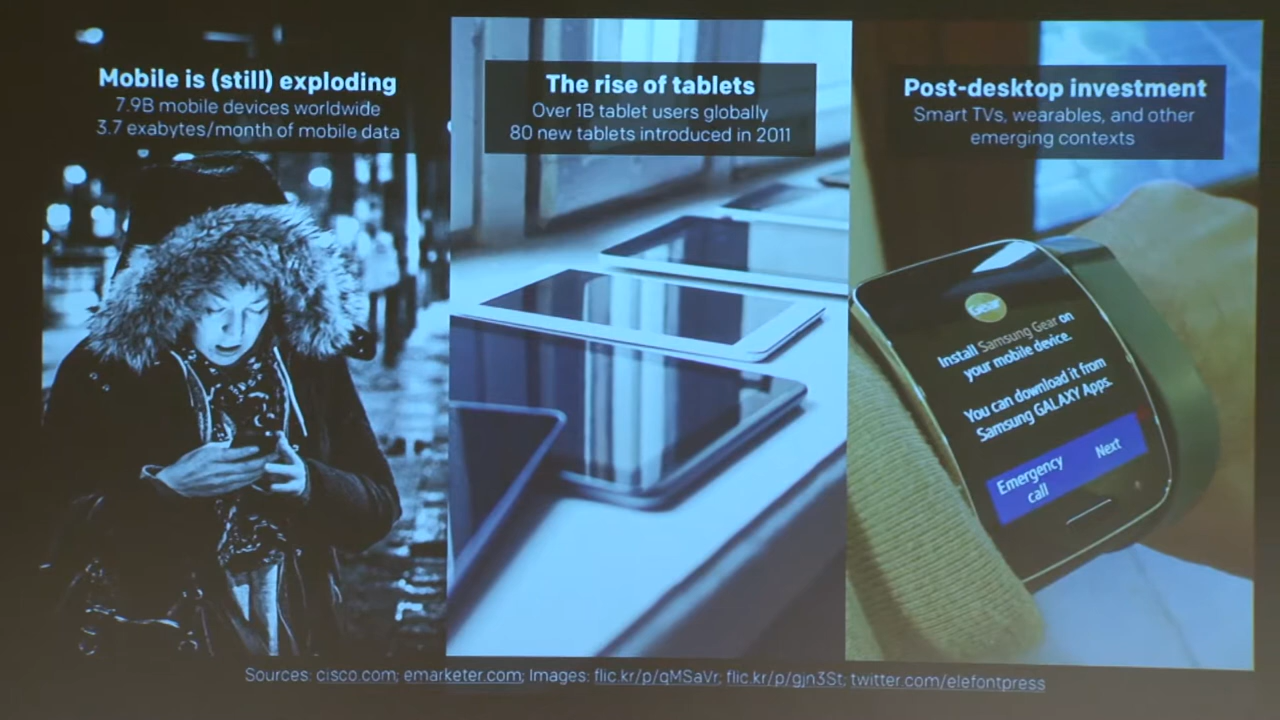 Mobile is (still) exploding
7.9B mobile devices worldwide
3.7 exabytes/month of mobile data
The rise of tablets
Over 1B tablet users globally
80 new tablets introduced in 2011
Post-desktop investment
Smart TVs, wearables, and other
emerging contexts
Gear
Install Samsung Gear on
your mobile device.
You can download it from
Samsung GALAXY Apps.
Emergency
call
Next
Sources: cisco.com; emarketer.com; Images: flic.kr/p/qMSaVr; flic.kr/p/gjn3St; twitter.com/elefontpress